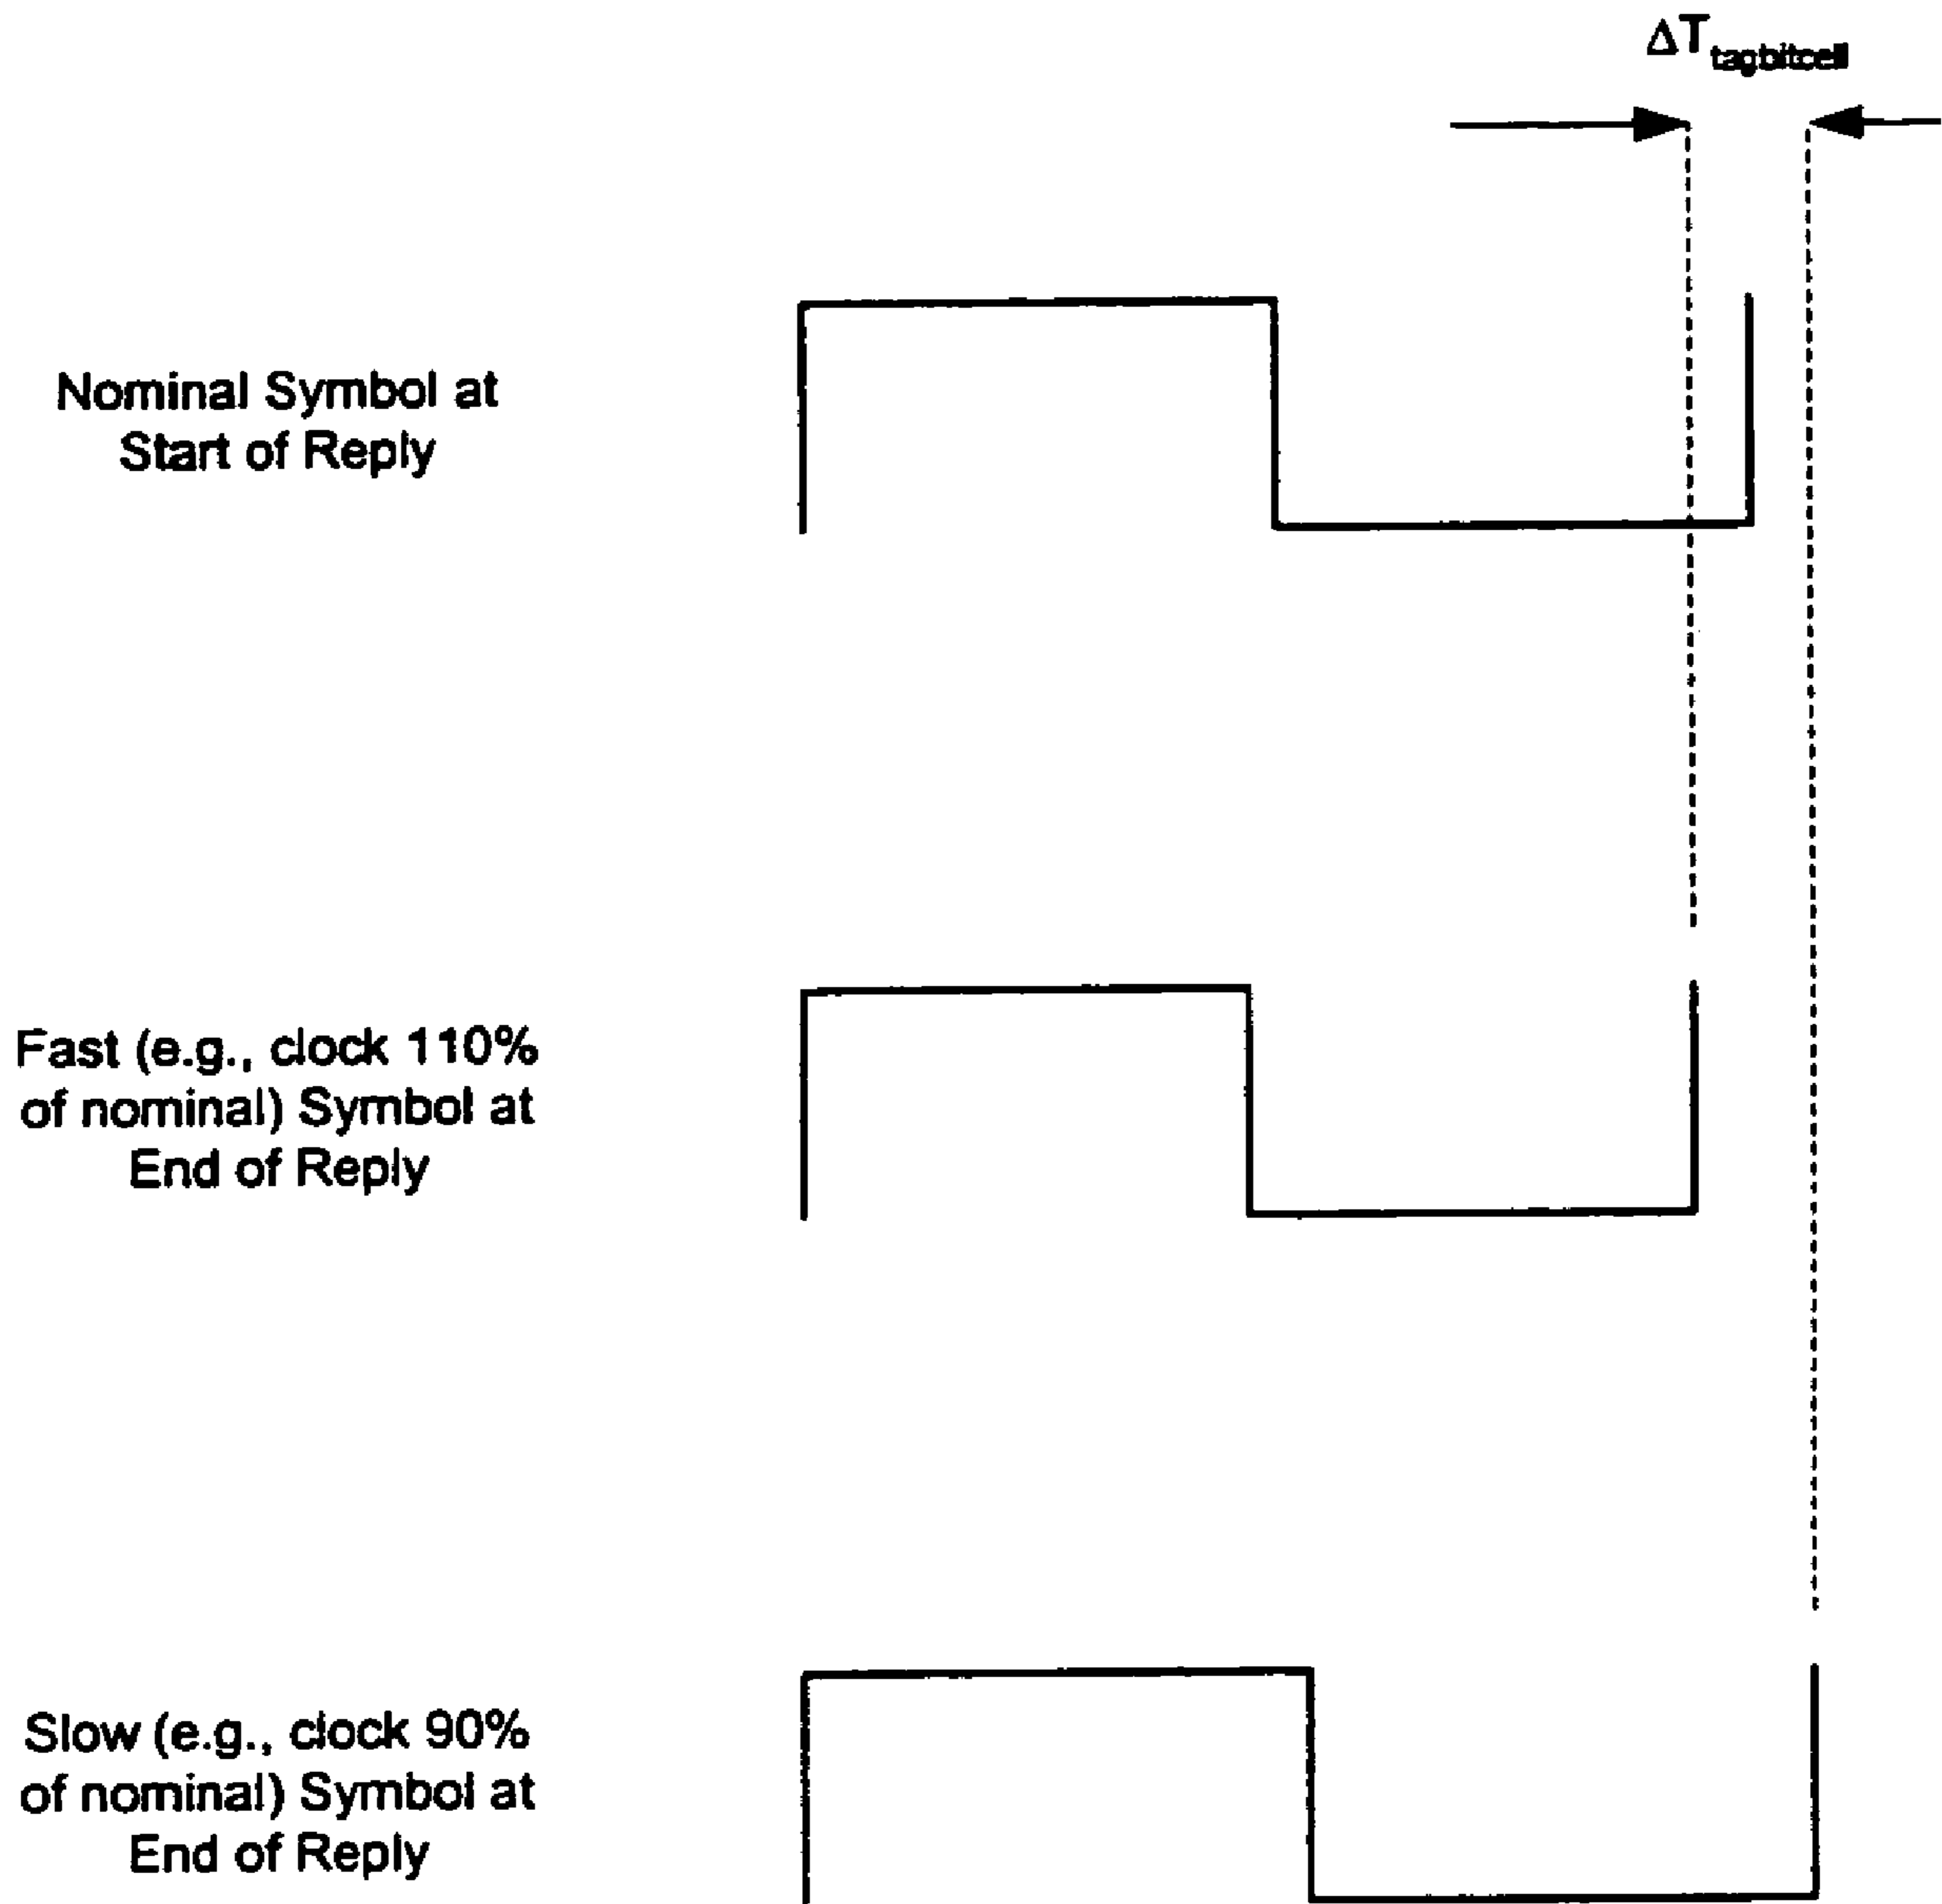 ΔTtagbitcell
Nominal Symbol at
Start of Reply
Fast (e.g., clock 110%
of nominal) Symbol at
End of Reply
Slow (e.g., clock 90%
of nominal) Symbol at
End of Reply